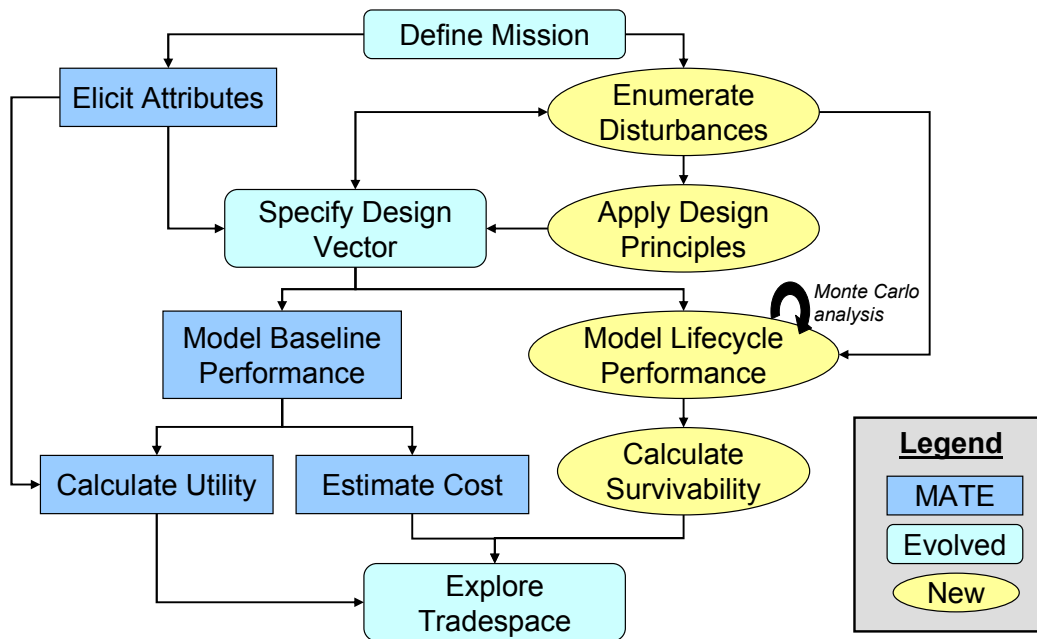 Define Mission
Elicit Attributes
Enumerate
Disturbances
Specify Design
Vector
Apply Design
Principles
Monte Carlo
analysis
Model Baseline
Performance
Model Lifecycle
Performance
Calculate Utility
Estimate Cost
Calculate
Survivability
Explore
Tradespace
Legend
MATE
Evolved
New